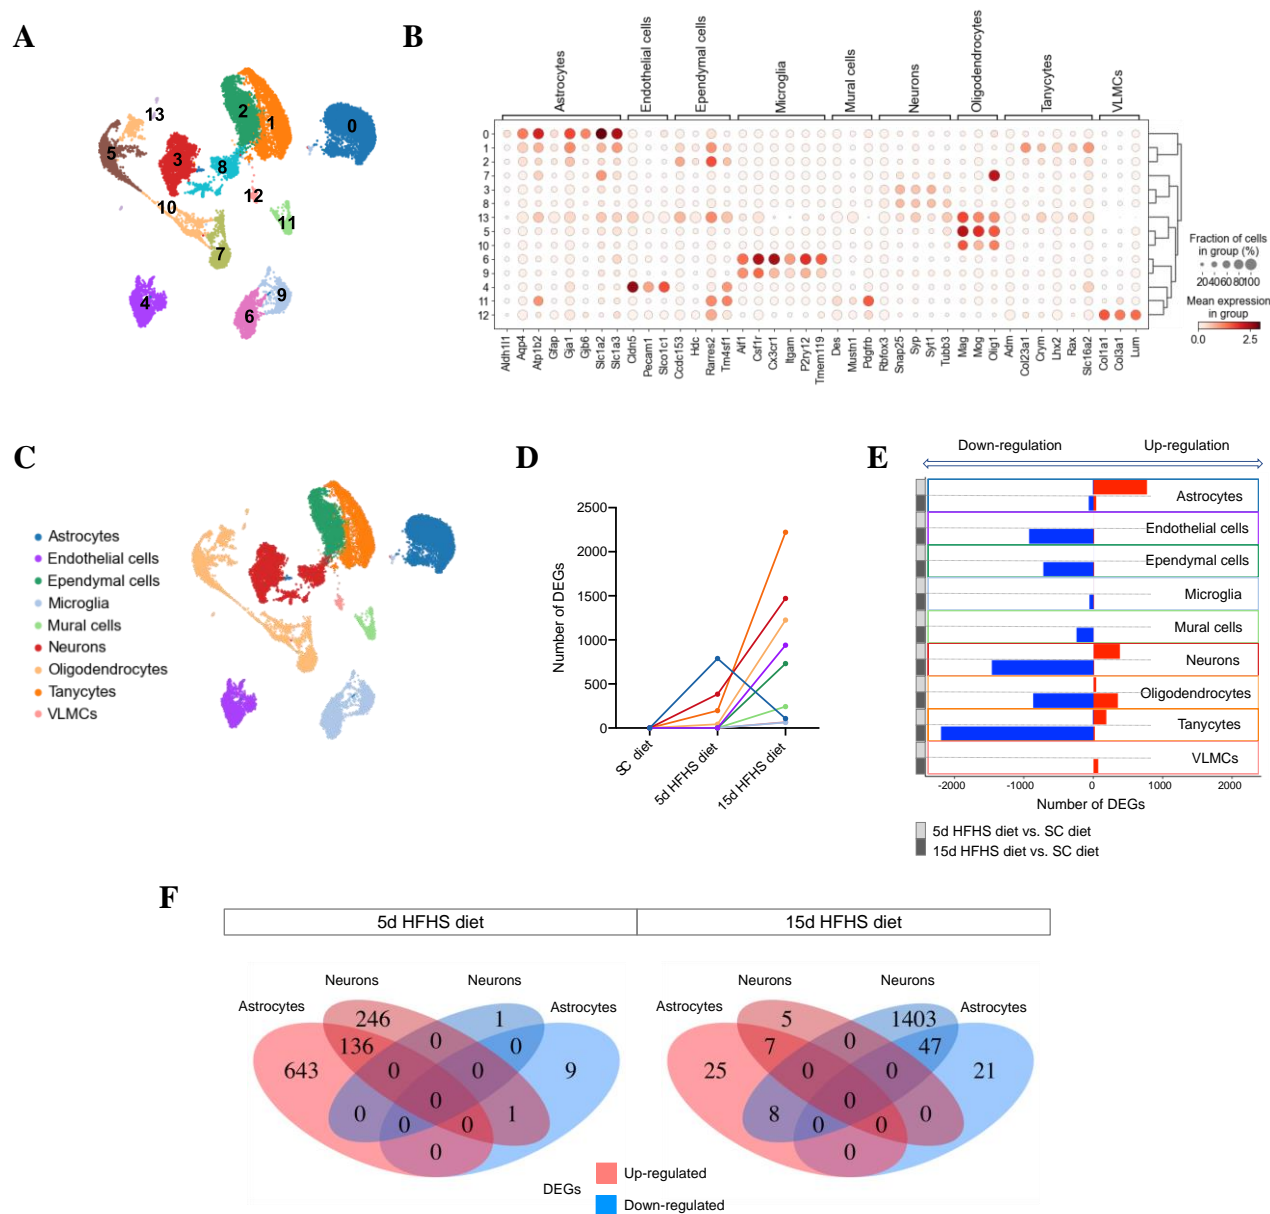 A
0
1
2
3
4
5
6
7
8
9
10
11
12
13
B
Astrocytes
Endothelial cells
Ependymal cells
Microglia
Mural cells
Neurons
Oligodendrocytes
Tanycytes
VLMCs
0
1
2
7
3
8
13
5
10
6
9
4
11
12
Aldh1l1
Aqp4
Atp1b2
Gfap
Gja1
Gjb6
Slc1a2
Slc1a3
Cldn5
Pecam1
Slco1c1
Ccdc153
Hdc
Rarres2
Tm4sf1
Aif1
Csf1r
Cx3cr1
Itgam
P2ry12
Tmem119
Des
Mustn1
Pdgfrb
Rbfox3
Snap25
Syp
Syt1
Tubb3
Mag
Mog
Olig1
Adm
Col23a1
Crym
Lhx2
Rax
Slc16a2
Col1a1
Col3a1
Lum
Fraction of cells
in group (%)
20 40 60 80 100
Mean expression
in group
0.0 2.5
C
Astrocytes
Endothelial cells
Ependymal cells
Microglia
Mural cells
Neurons
Oligodendrocytes
Tanycytes
VLMCs
D
Number of DEGs
2500
2000
1500
1000
500
0
SC diet
5d HFHS diet
15d HFHS diet
E
Down-regulation Up-regulation
Astrocytes
Endothelial cells
Ependymal cells
Microglia
Mural cells
Neurons
Oligodendrocytes
Tanycytes
VLMCs
-2000 -1000 0 1000 2000
Number of DEGs
5d HFHS diet vs. SC diet
15d HFHS diet vs. SC diet
F
5d HFHS diet 15d HFHS diet
Neurons Neurons
Astrocytes Astrocytes
246 1
136 0 0
643 0 0 9
0 0 1
0 0
0
Neurons Neurons
Astrocytes Astrocytes
5 1403
7 0 47
25 0 0 21
8 0 0
0 0
0
DEGs
Up-regulated
Down-regulated